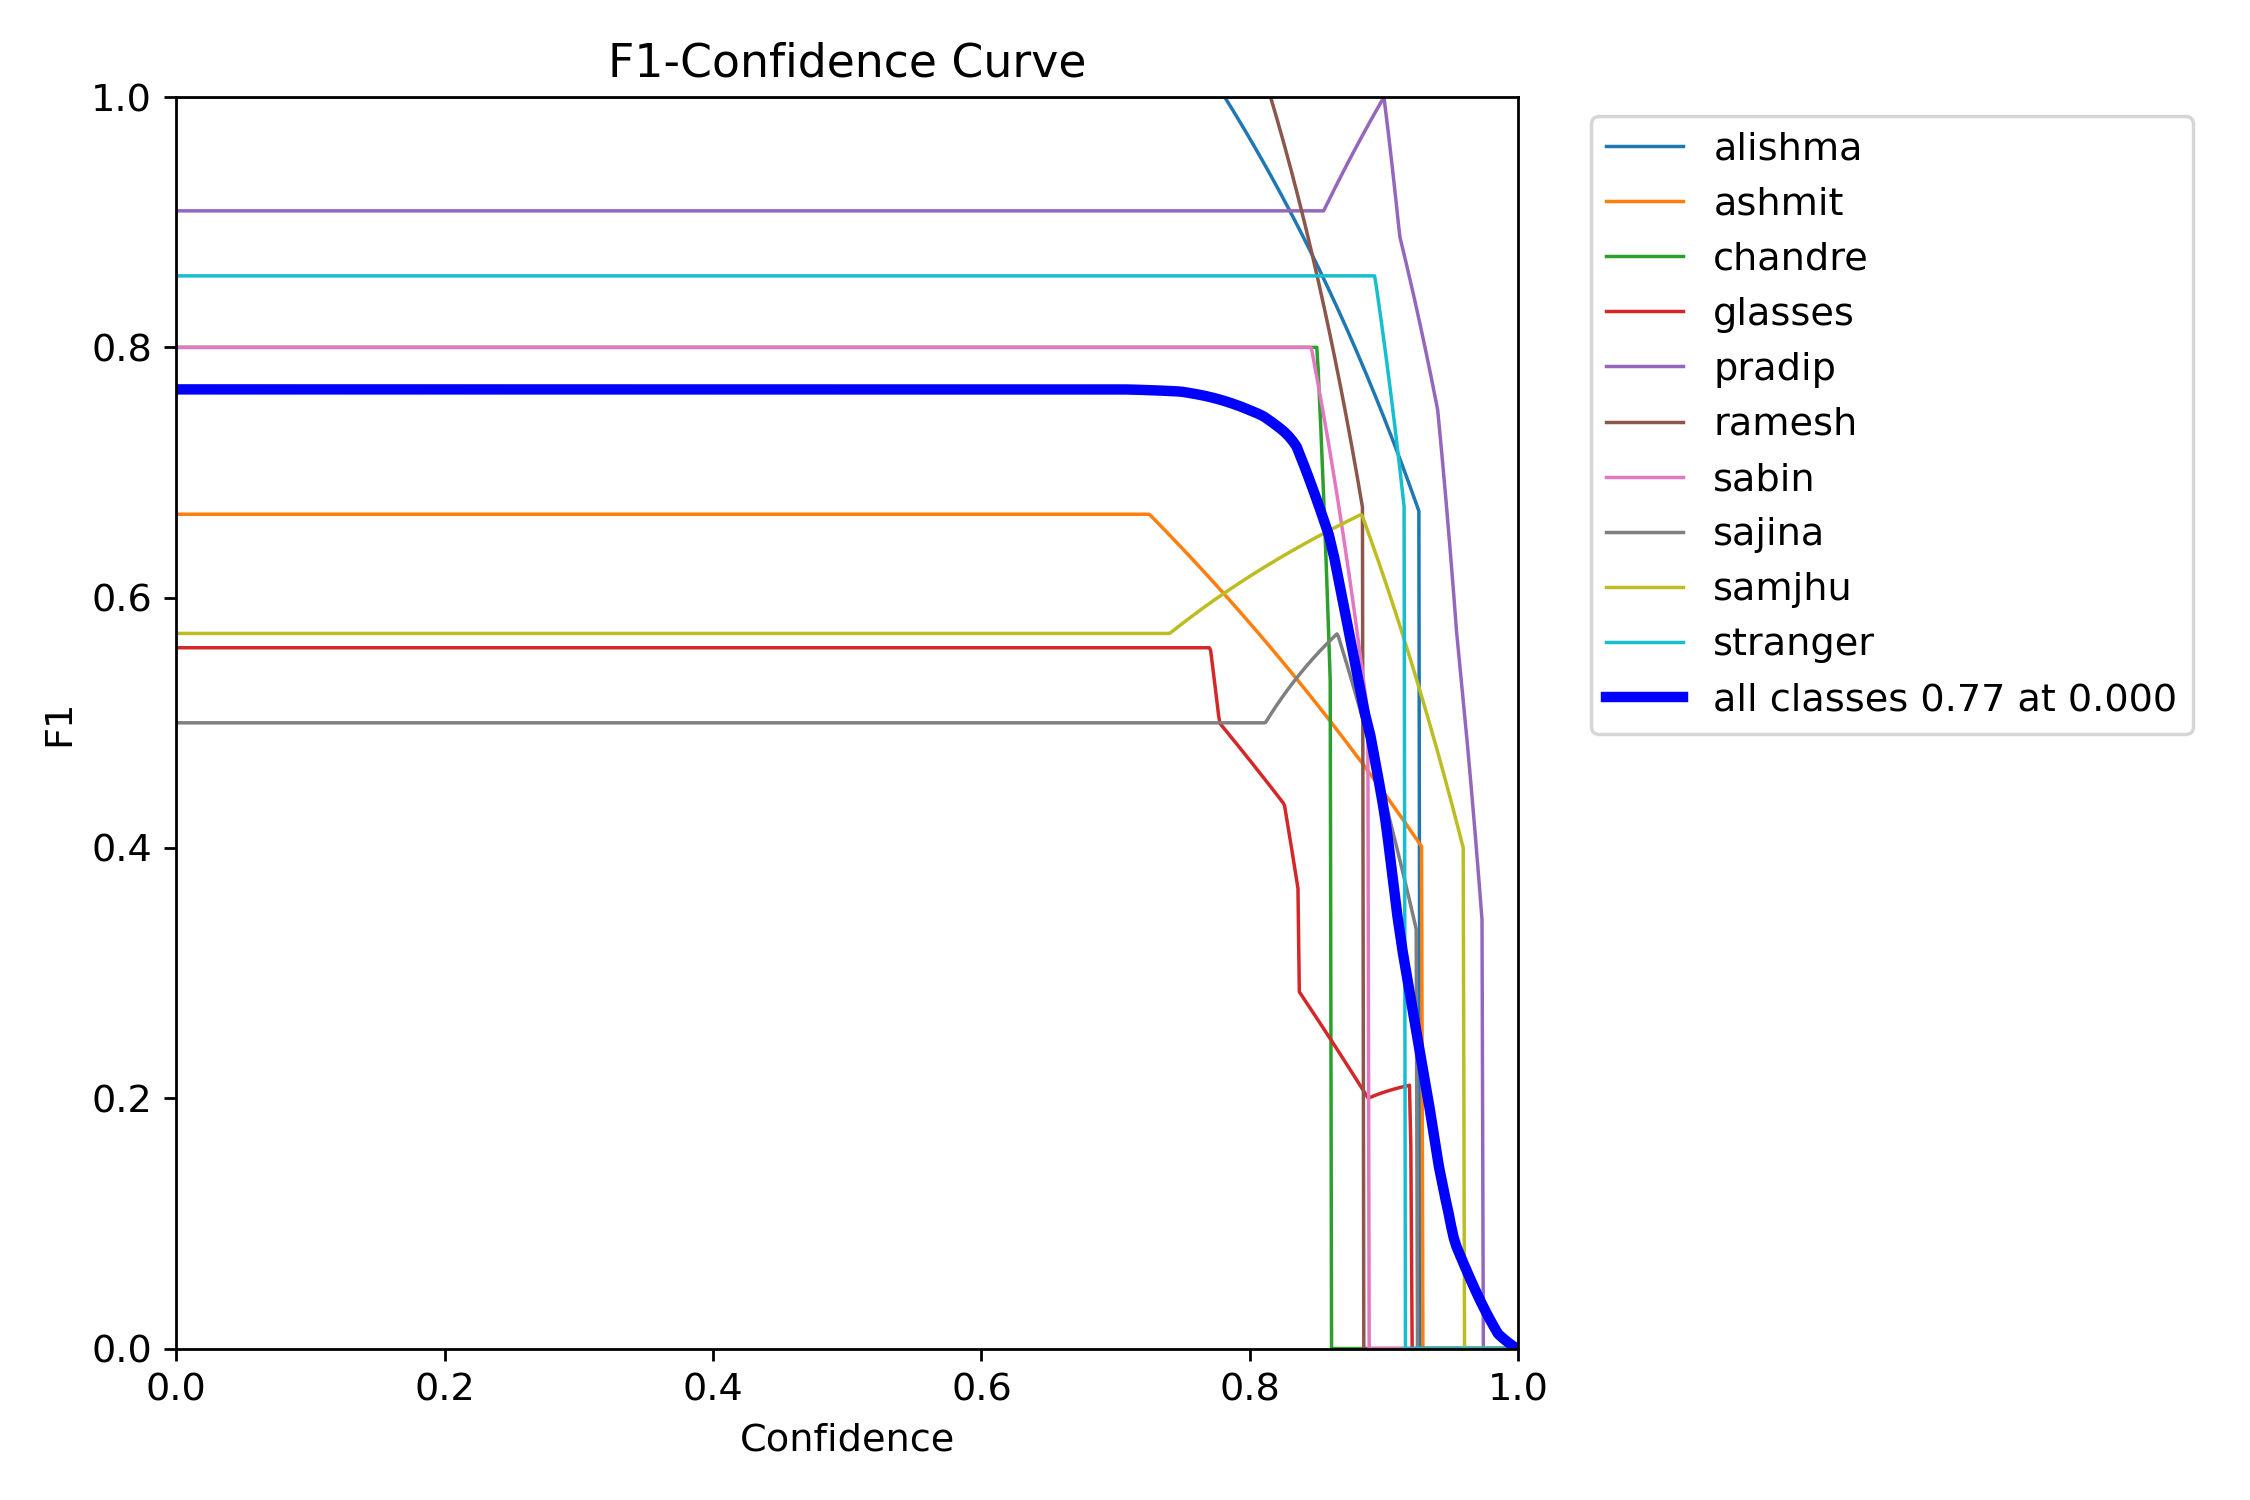 F1-Confidence Curve
1.0
0.8
0.6
0.4
0.2
0.0
F1
0.0 0.2 0.4 0.6 0.8 1.0
Confidence
alishma
ashmit
chandre
glasses
pradip
ramesh
sabin
sajina
samjhu
stranger
all classes 0.77 at 0.000